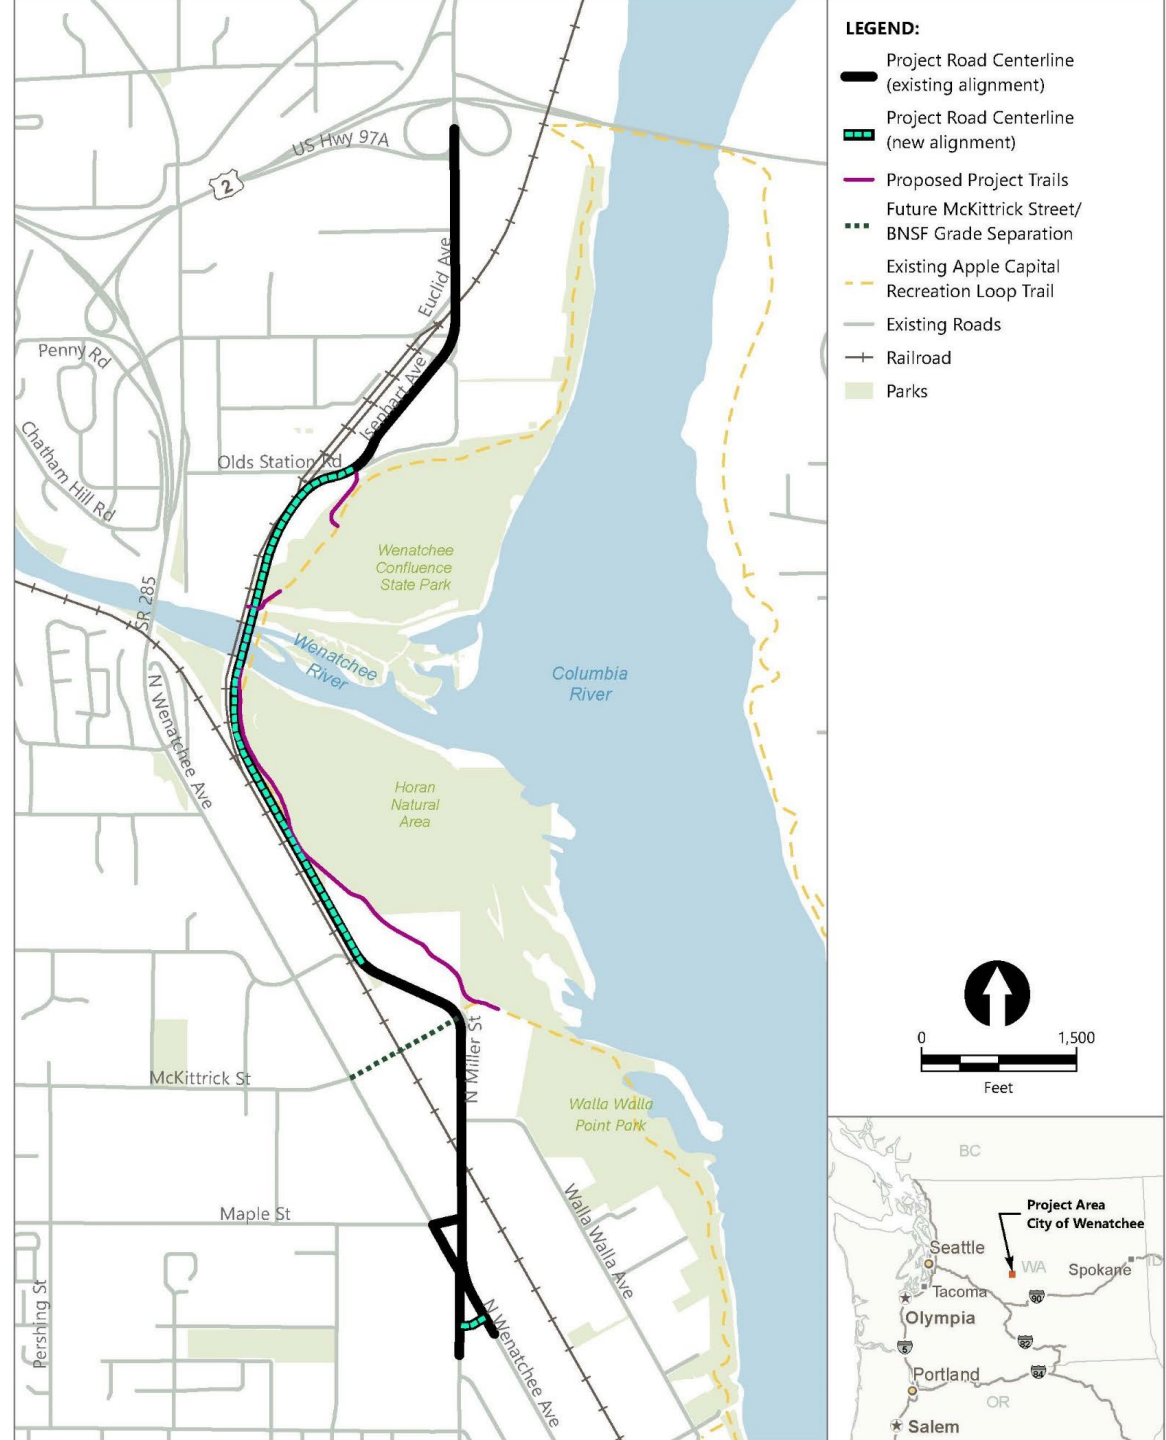 US Hwy 97A
2
Euclid Ave
Penny Rd
Isenhart Ave
Chatham Hill Rd
Olds Station Rd
Wenatchee
Confluence
State Park
SR 285
Wenatchee
River
Columbia
River
N Wenatchee Ave
Horan
Natural
Area
N Miller St
McKittrick St
Walla Walla
Point Park
Maple St
Walla Walla Ave
Pershing St
N Wenatchee Ave
LEGEND:
Project Road Centerline
(existing alignment)
Project Road Centerline
(new alignment)
Proposed Project Trails
Future McKittrick Street/
BNSF Grade Separation
Existing Apple Capital
Recreation Loop Trail
Existing Roads
Railroad
Parks
0 1,500
Feet
BC
Project Area
City of Wenatchee
Seattle
WA
Spokane
ID
Tacoma
90
Olympia
82
5
84
Portland
OR
Salem